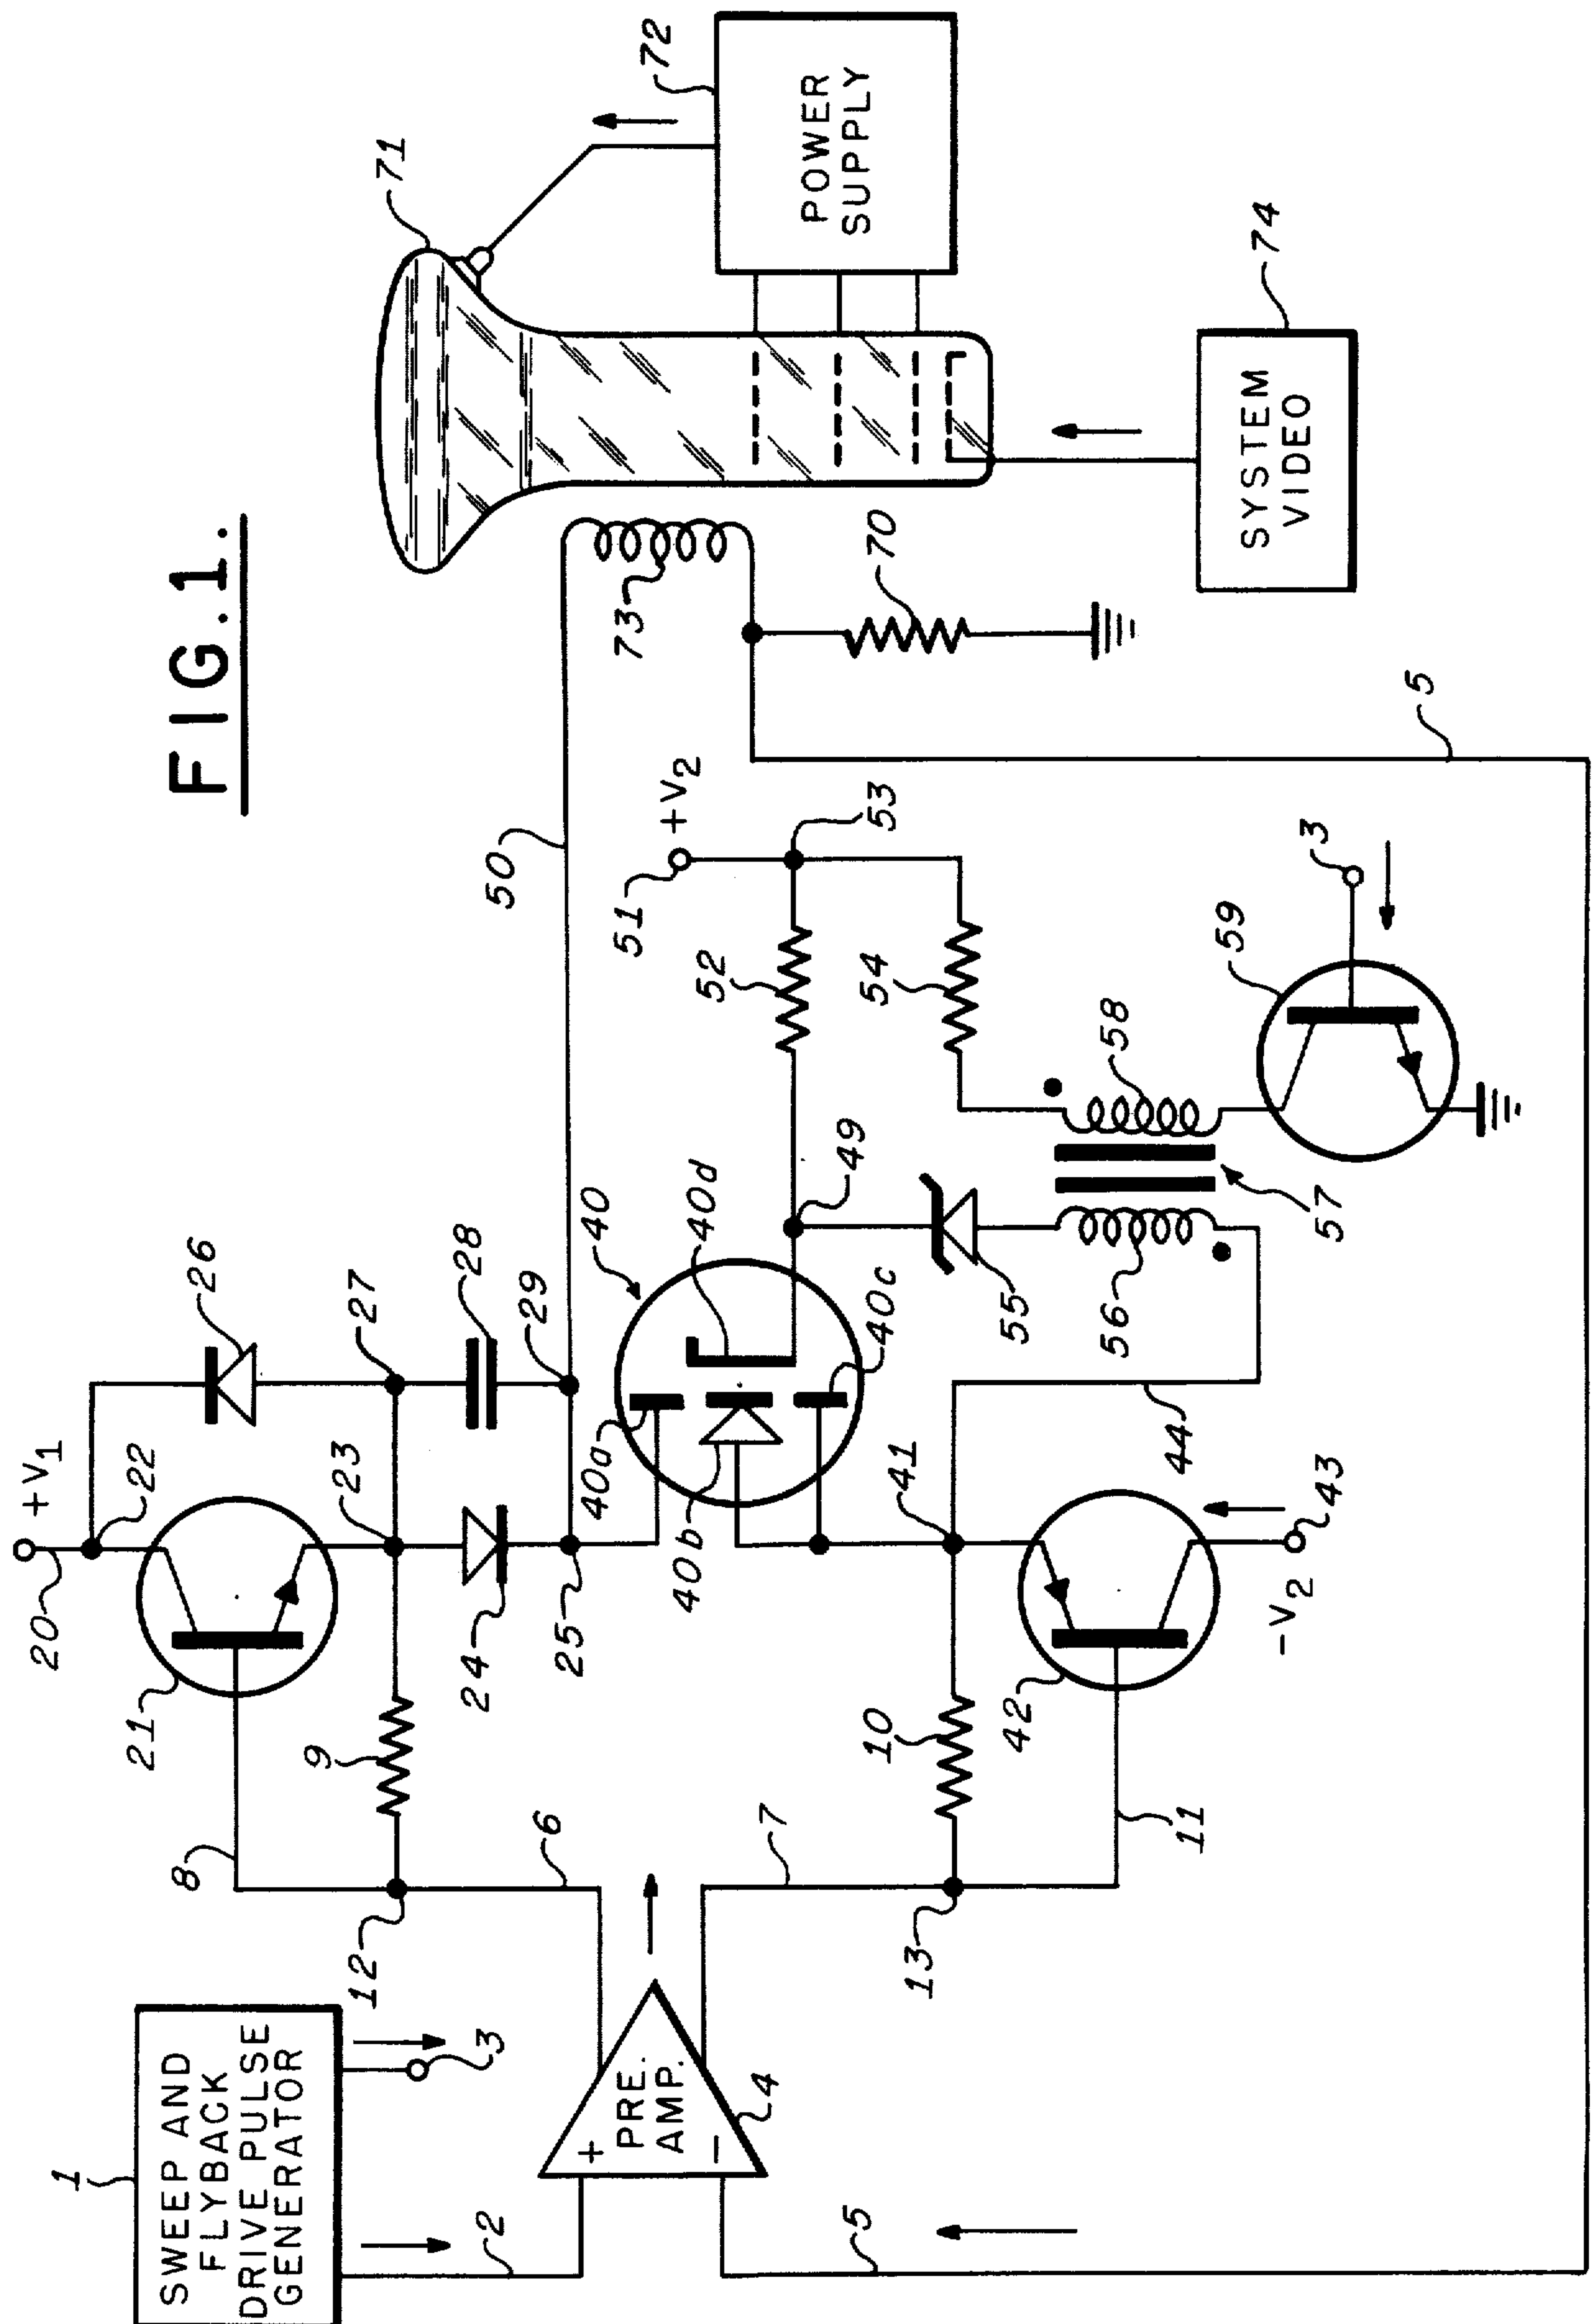 FIG.1.
1
SWEEP AND
FLYBACK
DRIVE PULSE
GENERATOR
2
3
PRE.
AMP.
+
−
4
5
5
6
7
8
9
10
11
12
13
20
+V1
21
22
23
24
25
26
27
28
29
40
40a
40b
40c
40d
41
42
43
-V2
44
49
50
51
+V2
52
53
54
55
56
57
58
59
3
70
71
72
73
74
POWER
SUPPLY
SYSTEM
VIDEO